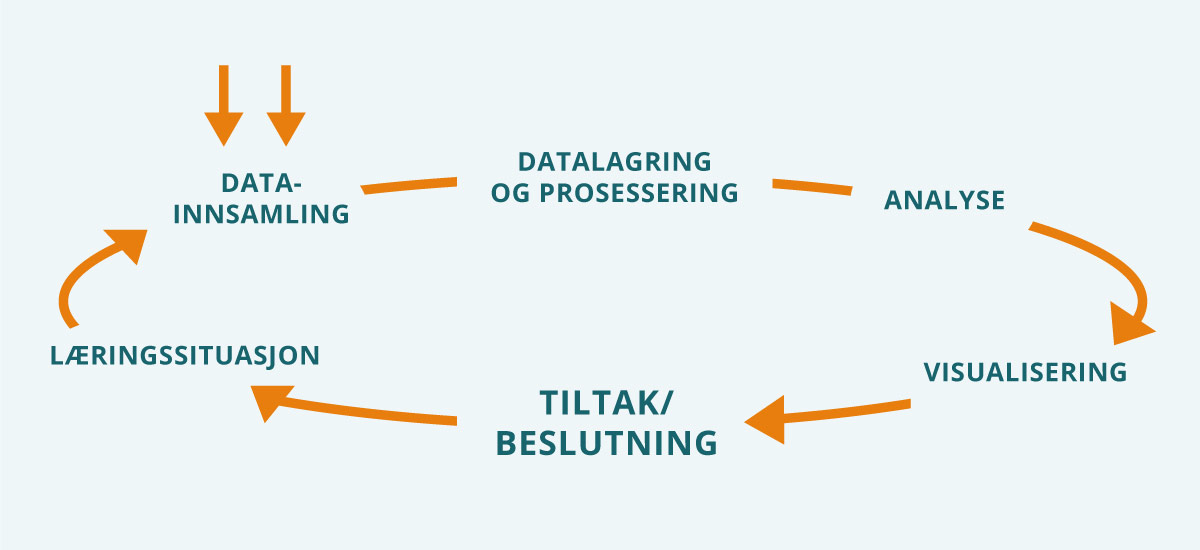 DATA-
INNSAMLING
DATALAGRING
OG PROSESSERING
ANALYSE
VISUALISERING
TILTAK/
BESLUTNING
LÆRINGSSITUASJON